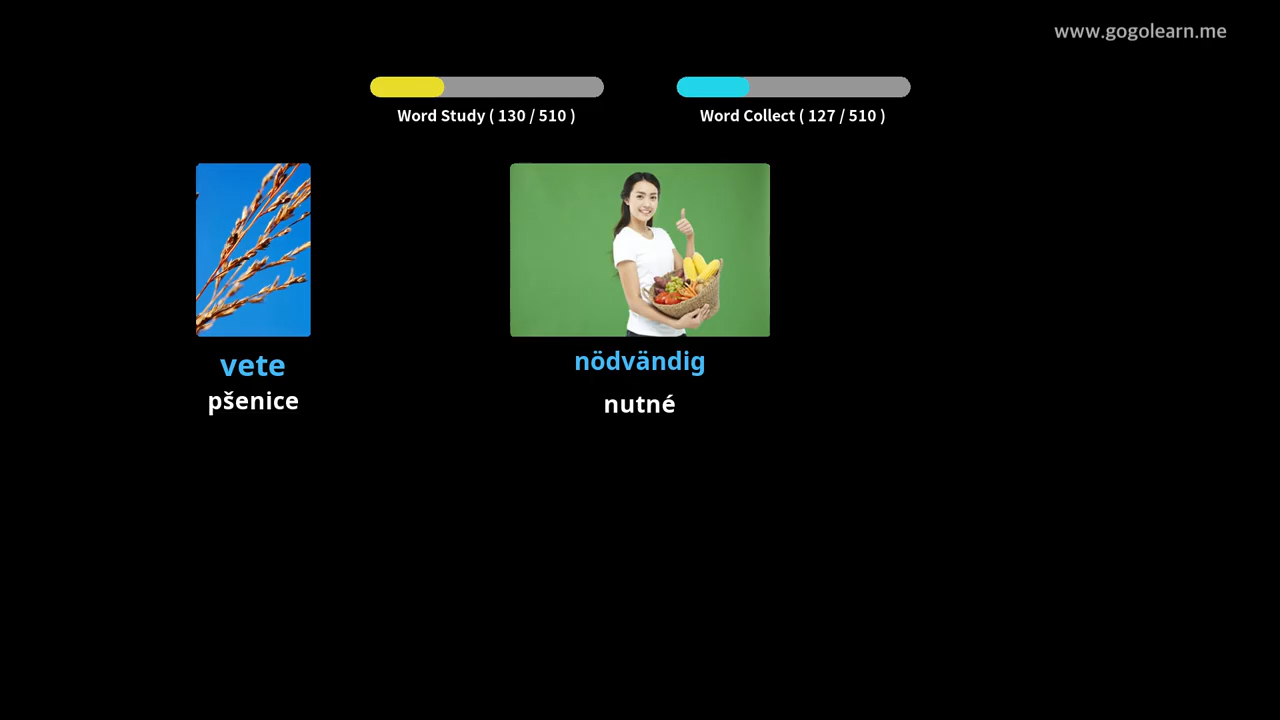 www.gogolearn.me
Word Study ( 130 / 510 )
Word Collect ( 127 / 510 )
vete
pšenice
nödvändig
nutné